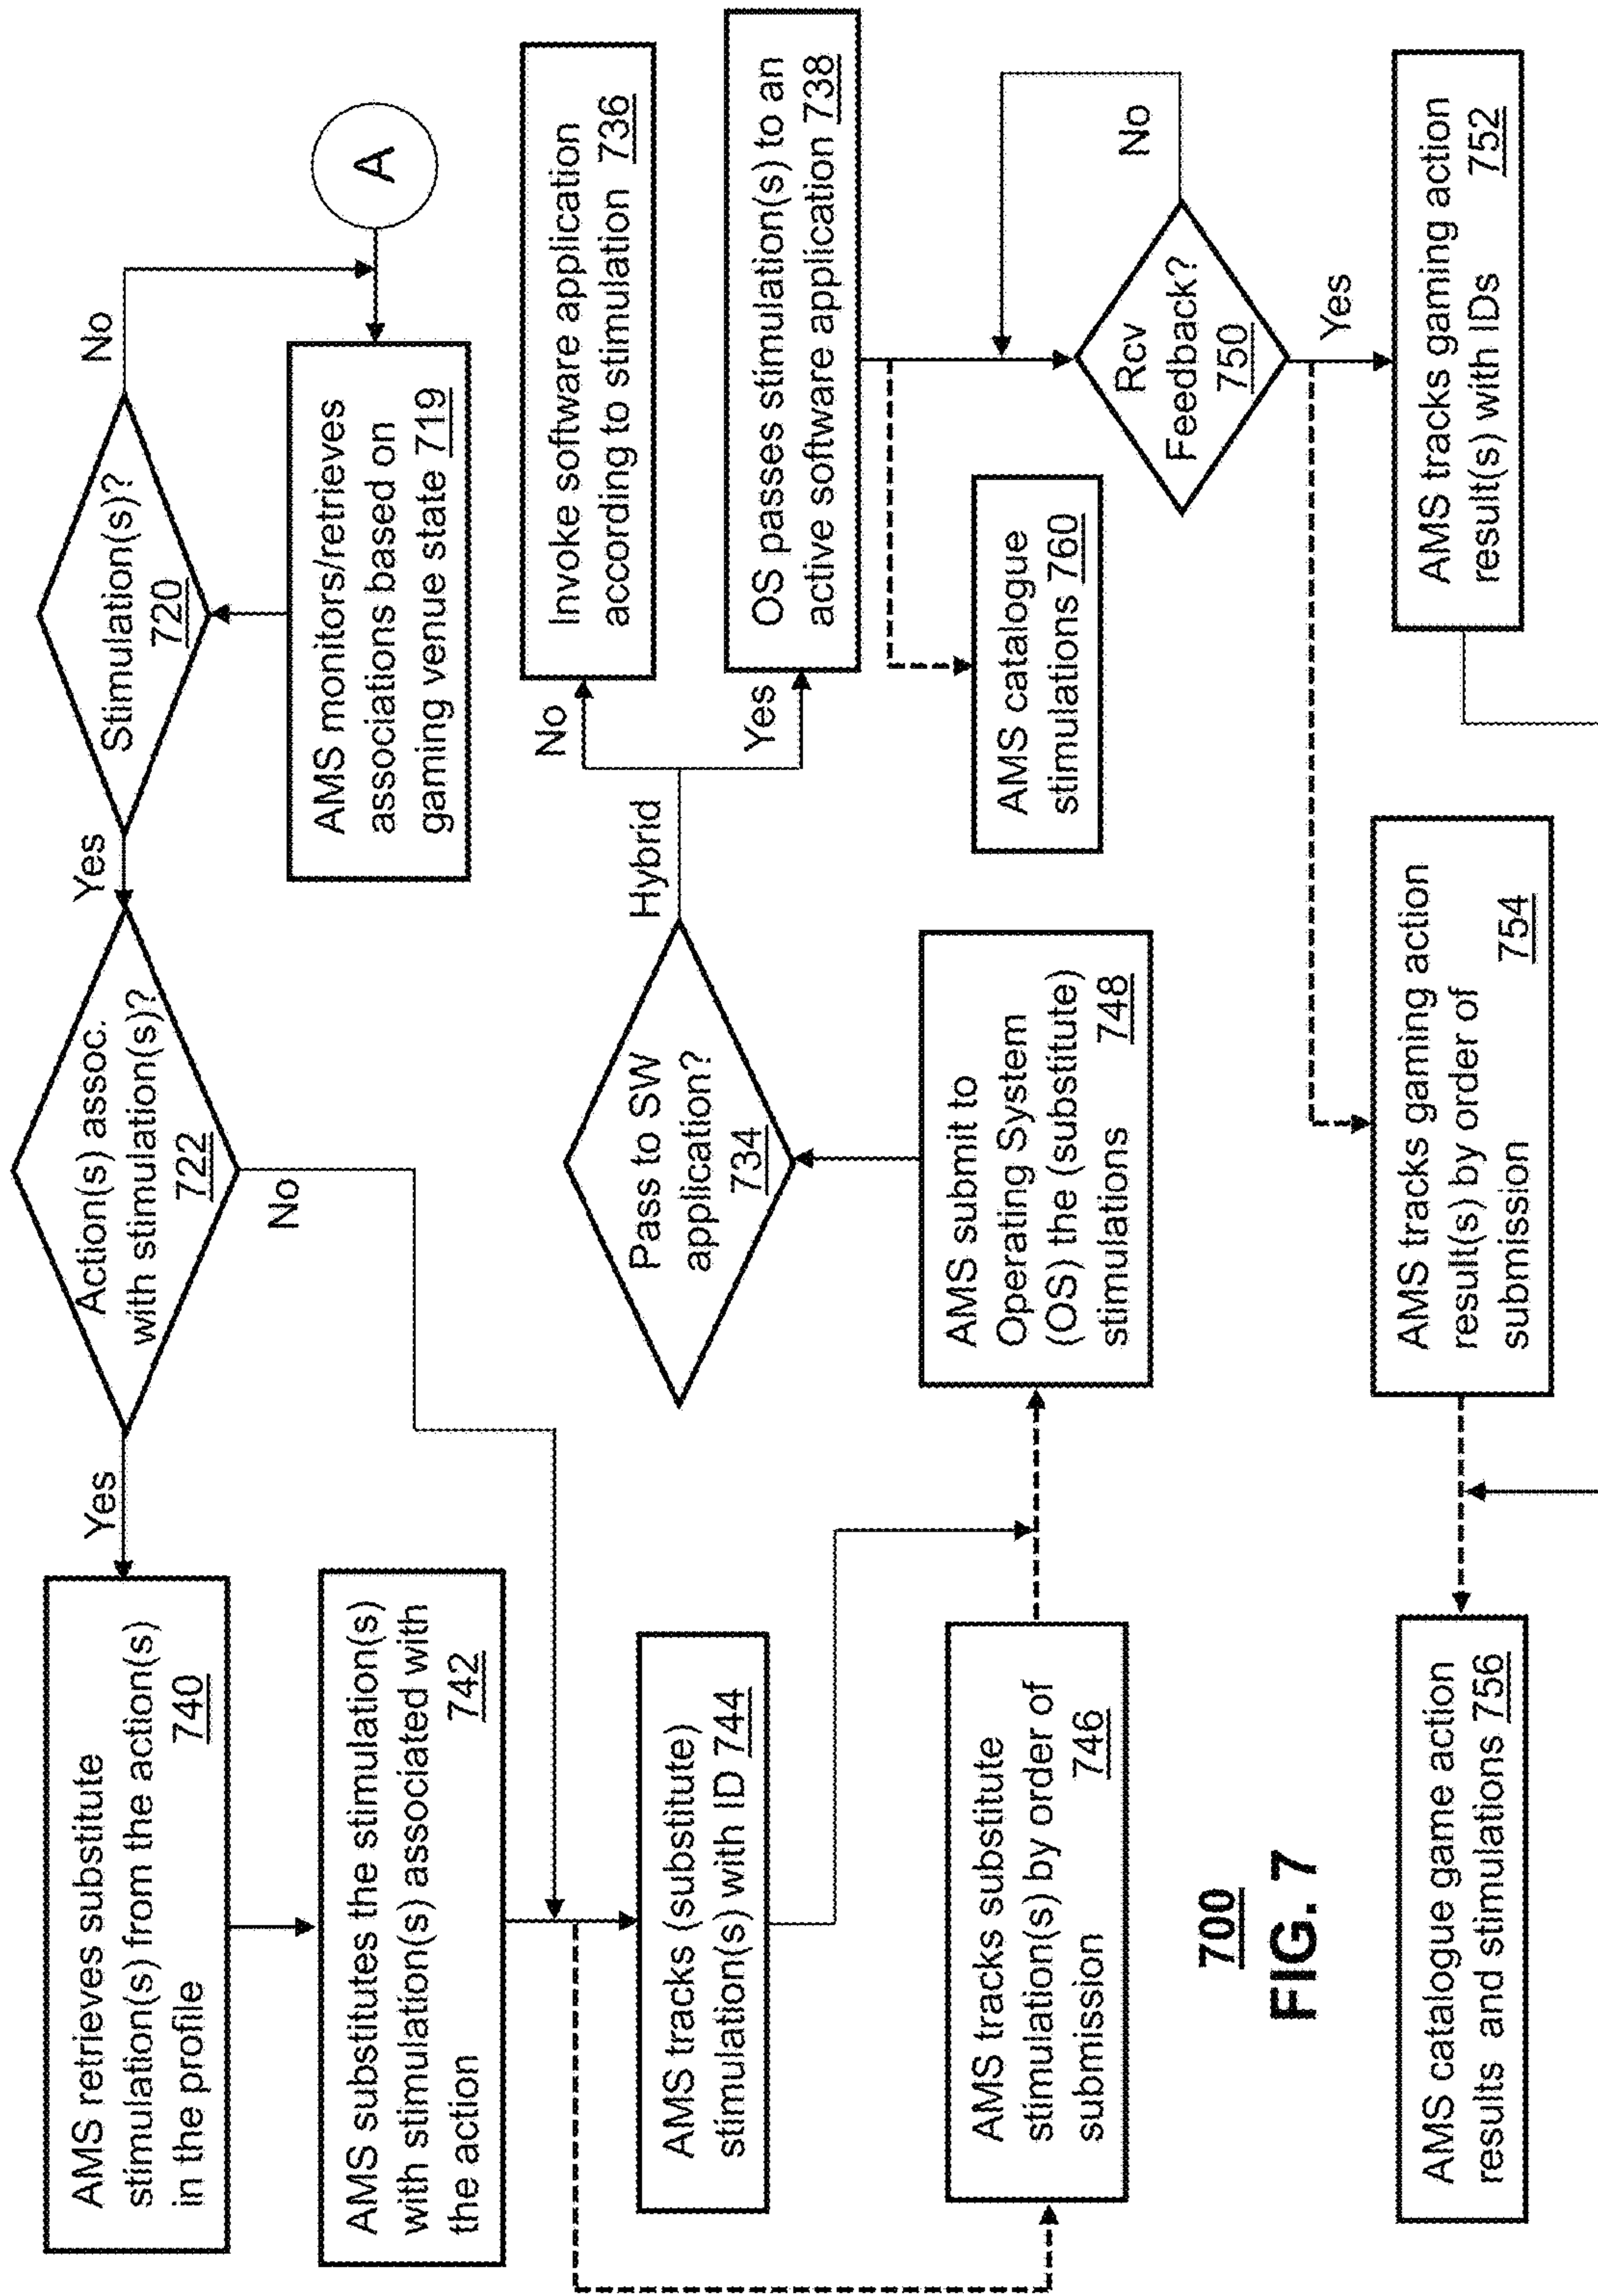 A
AMS monitors/retrieves
associations based on
gaming venue state 719
Stimulation(s)?
720
No
Yes
Action(s) assoc.
with stimulation(s)?
722
No
Yes
AMS retrieves substitute
stimulation(s) from the action(s)
in the profile
740
AMS substitutes the stimulation(s)
with stimulation(s) associated with
the action
742
AMS tracks (substitute)
stimulation(s) with ID 744
AMS tracks substitute
stimulation(s) by order of
submission
746
AMS submit to
Operating System
(OS) the (substitute)
stimulations
748
Pass to SW
application?
734
Hybrid
No
Yes
Invoke software application
according to stimulation 736
OS passes stimulation(s) to an
active software application 738
AMS catalogue
stimulations 760
Rcv
Feedback?
750
No
Yes
AMS tracks gaming action
result(s) with IDs
752
AMS tracks gaming action
result(s) by order of
submission
754
AMS catalogue game action
results and stimulations 756
700
FIG. 7